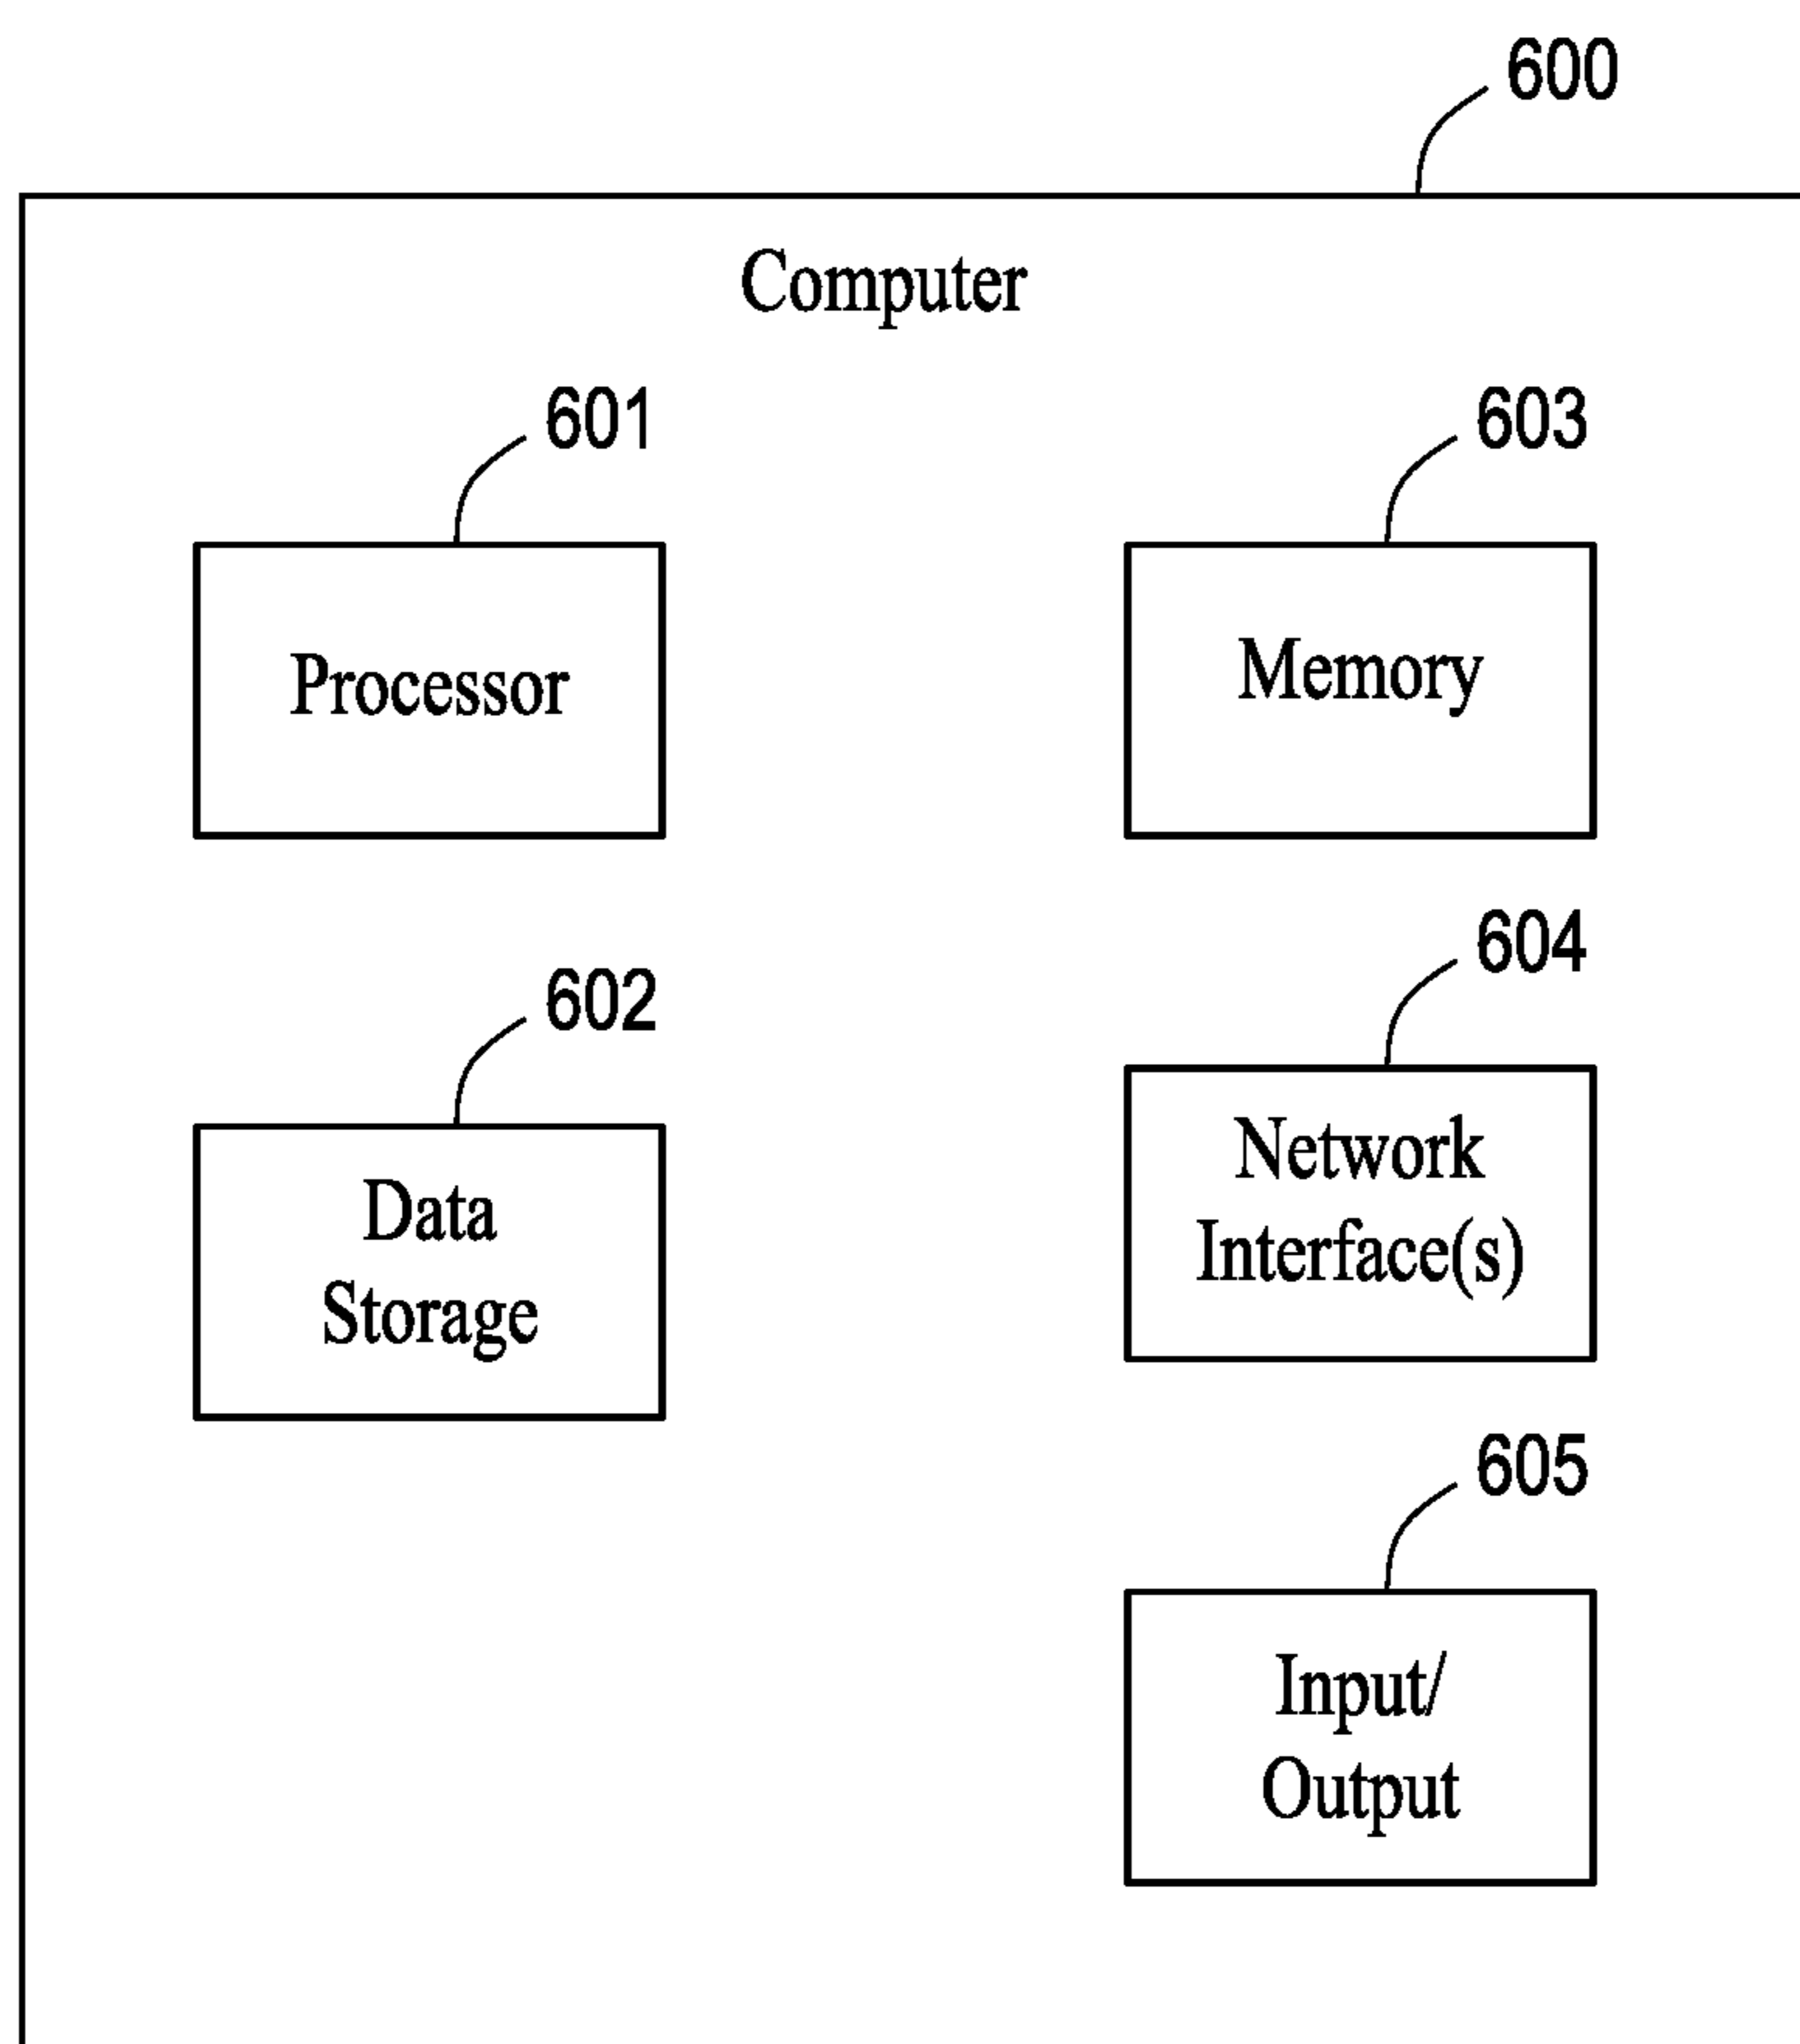 600
Computer
601
Processor
602
Data
Storage
603
Memory
604
Network
Interface(s)
605
Input/
Output